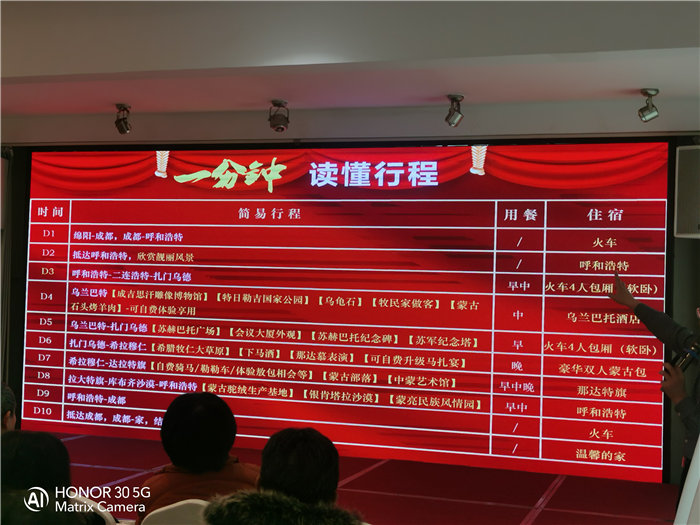 一分钟 读懂行程
时间 简易行程 用餐 住宿
D1 绵阳-成都，成都-呼和浩特 / 火车
D2 抵达呼和浩特，欣赏靓丽风景 / 呼和浩特
D3 呼和浩特-二连浩特-扎门乌德 早中 火车4人包厢（软卧）
D4 乌兰巴特【成吉思汗雕像博物馆】【特日勒吉国家公园】【乌龟石】【牧民家做客】【蒙古
石头烤羊肉】-可自费体验享用 中 乌兰巴托酒店
D5 乌兰巴特-扎门乌德【苏赫巴托广场】【会议大厦外观】【苏赫巴托纪念碑】【苏军纪念塔】 早 火车4人包厢（软卧）
D6 扎门乌德-希拉穆仁【希腊牧仁大草原】【下马酒】【那达慕表演】【可自费升级马扎宴】 晚 豪华双人蒙古包
D7 希拉穆仁-达拉特旗【自费骑马/勒勒车/体验放包相会等】【蒙古部落】【中蒙艺术馆】 早中晚 那达特旗
D8 拉大特旗-库布齐沙漠-呼和浩特【蒙古驼绒生产基地】【银肯塔拉沙漠】【蒙亮民族风情园】 早中 呼和浩特
D9 呼和浩特-成都 / 火车
D10 抵达成都，成都-家，结 / 温馨的家
HONOR 30 5G
Matrix Camera